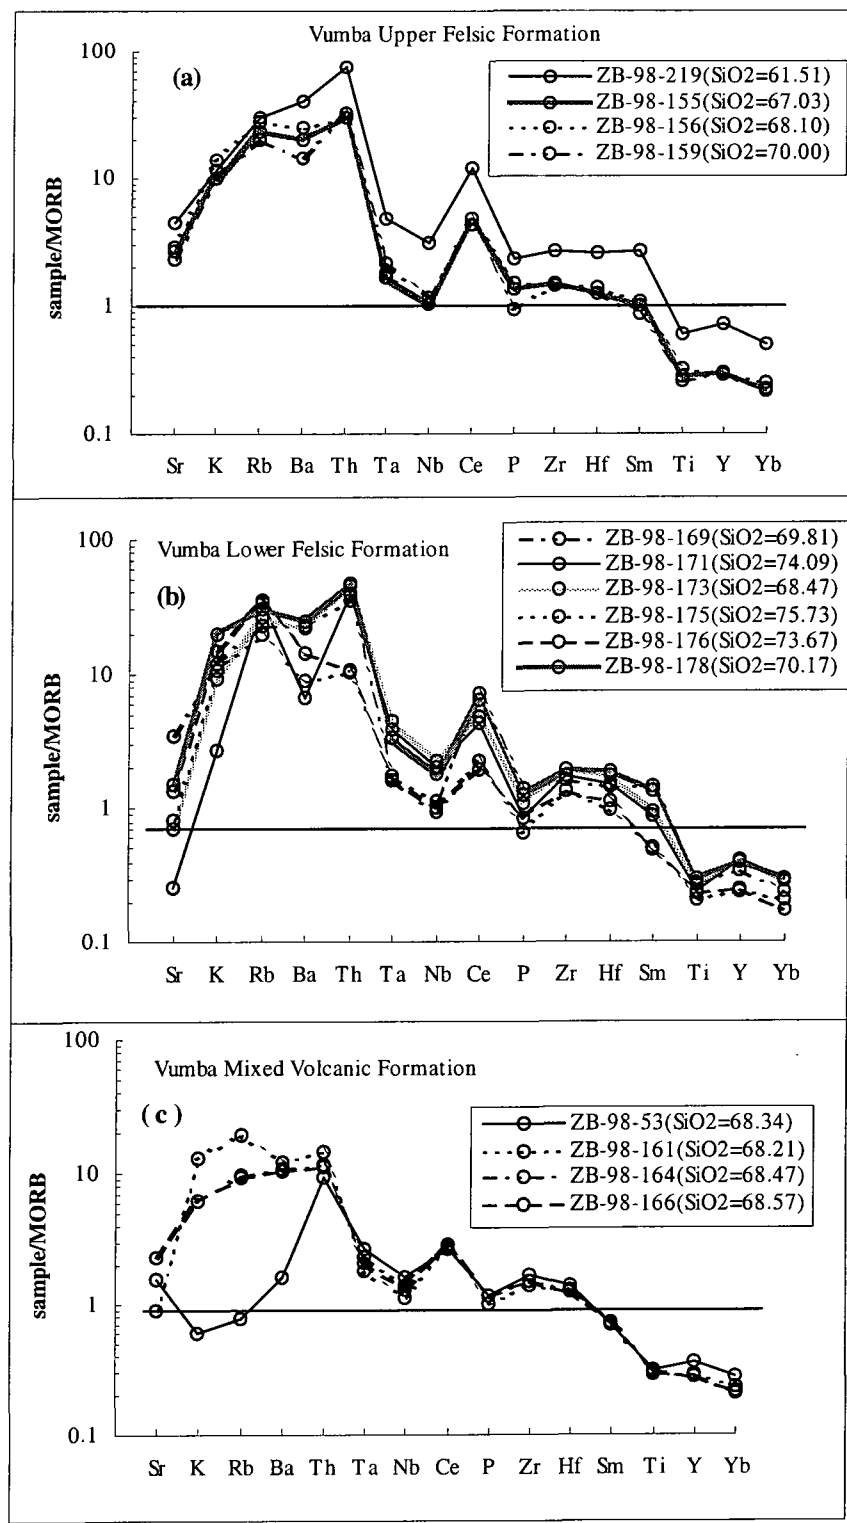 Vumba Upper Felsic Formation
100
(a)
ZB-98-219(SiO2=61.51)
ZB-98-155(SiO2=67.03)
ZB-98-156(SiO2=68.10)
ZB-98-159(SiO2=70.00)
10
sample/MORB
1
0.1
Sr K Rb Ba Th Ta Nb Ce P Zr Hf Sm Ti Y Yb
100
Vumba Lower Felsic Formation
(b)
ZB-98-169(SiO2=69.81)
ZB-98-171(SiO2=74.09)
ZB-98-173(SiO2=68.47)
ZB-98-175(SiO2=75.73)
ZB-98-176(SiO2=73.67)
ZB-98-178(SiO2=70.17)
10
sample/MORB
1
0.1
Sr K Rb Ba Th Ta Nb Ce P Zr Hf Sm Ti Y Yb
100
Vumba Mixed Volcanic Formation
( c )
ZB-98-53(SiO2=68.34)
ZB-98-161(SiO2=68.21)
ZB-98-164(SiO2=68.47)
ZB-98-166(SiO2=68.57)
10
sample/MORB
1
0.1
Sr K Rb Ba Th Ta Nb Ce P Zr Hf Sm Ti Y Yb